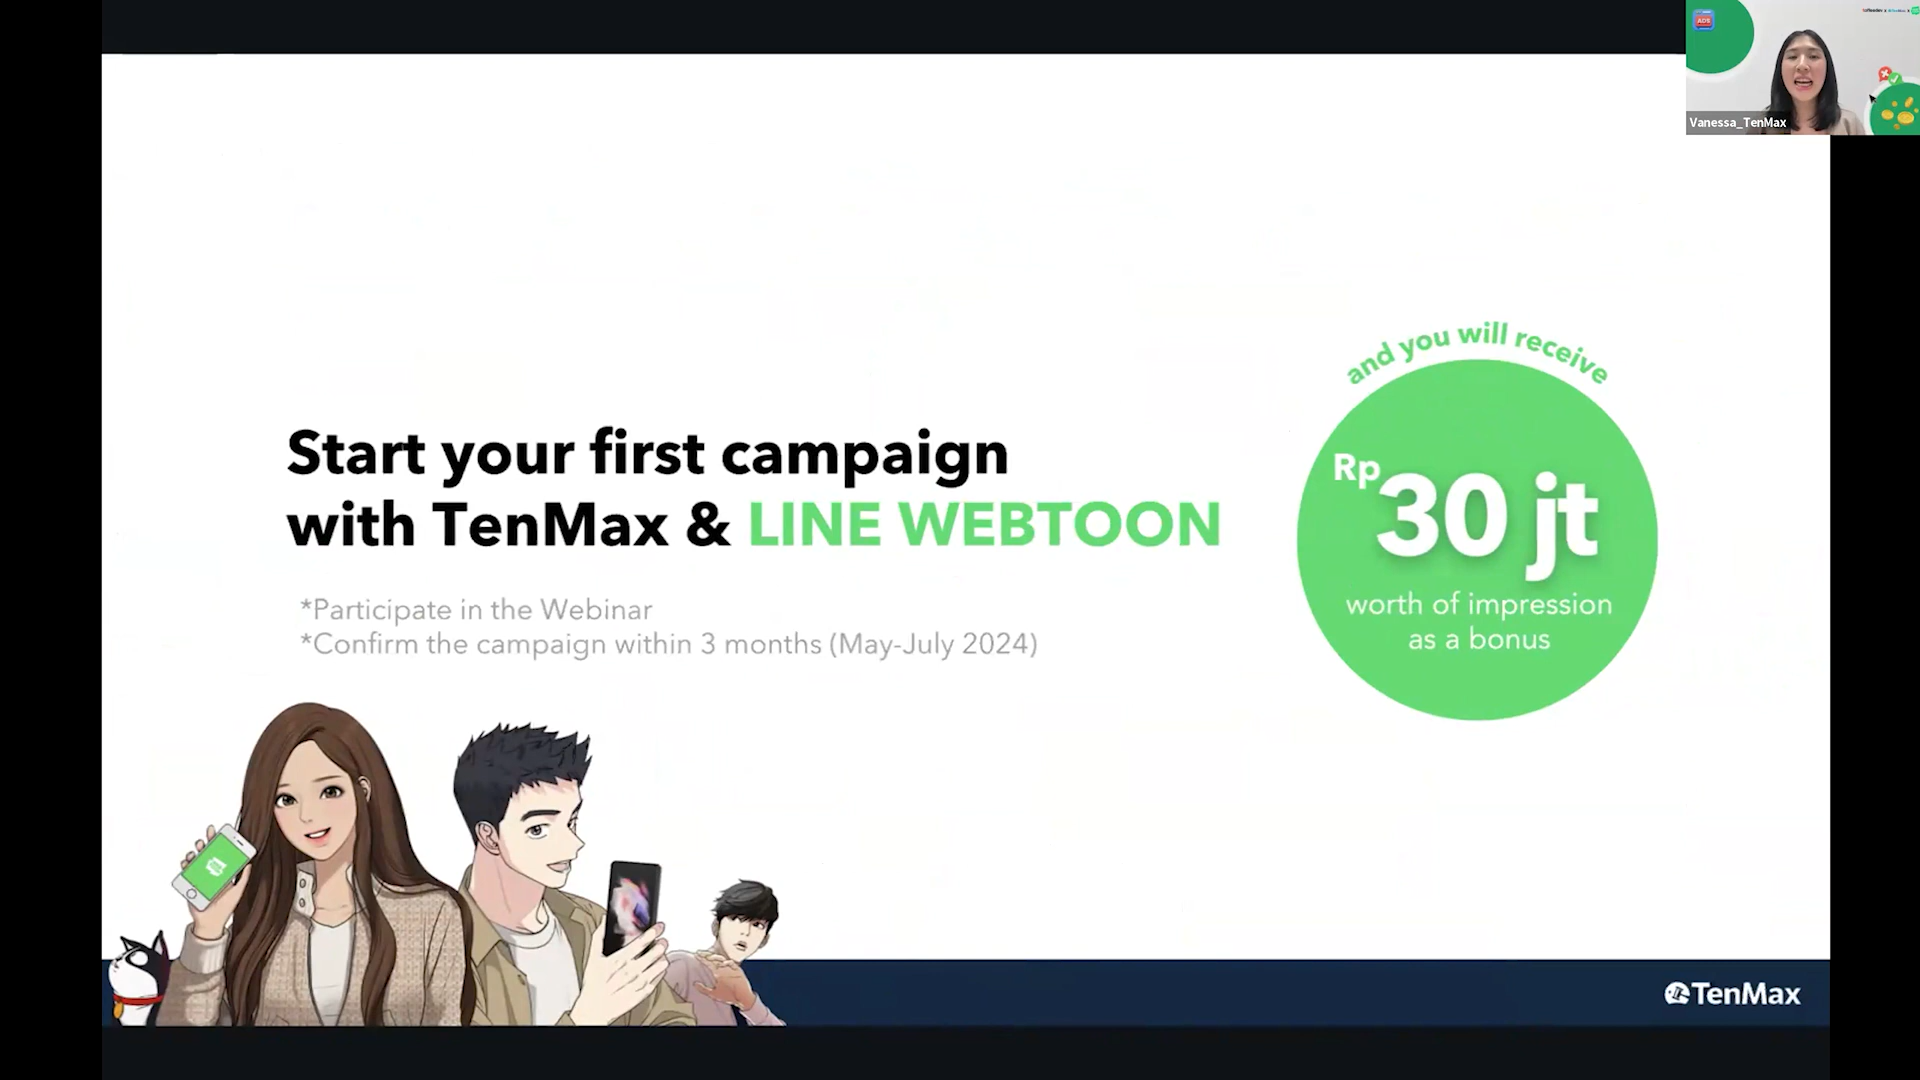 ADS
Vanessa_TenMax
and you will receive
Start your first campaign
with TenMax & LINE WEBTOON
Rp
30 jt
worth of impression
as a bonus
*Participate in the Webinar
*Confirm the campaign within 3 months (May-July 2024)
TenMax